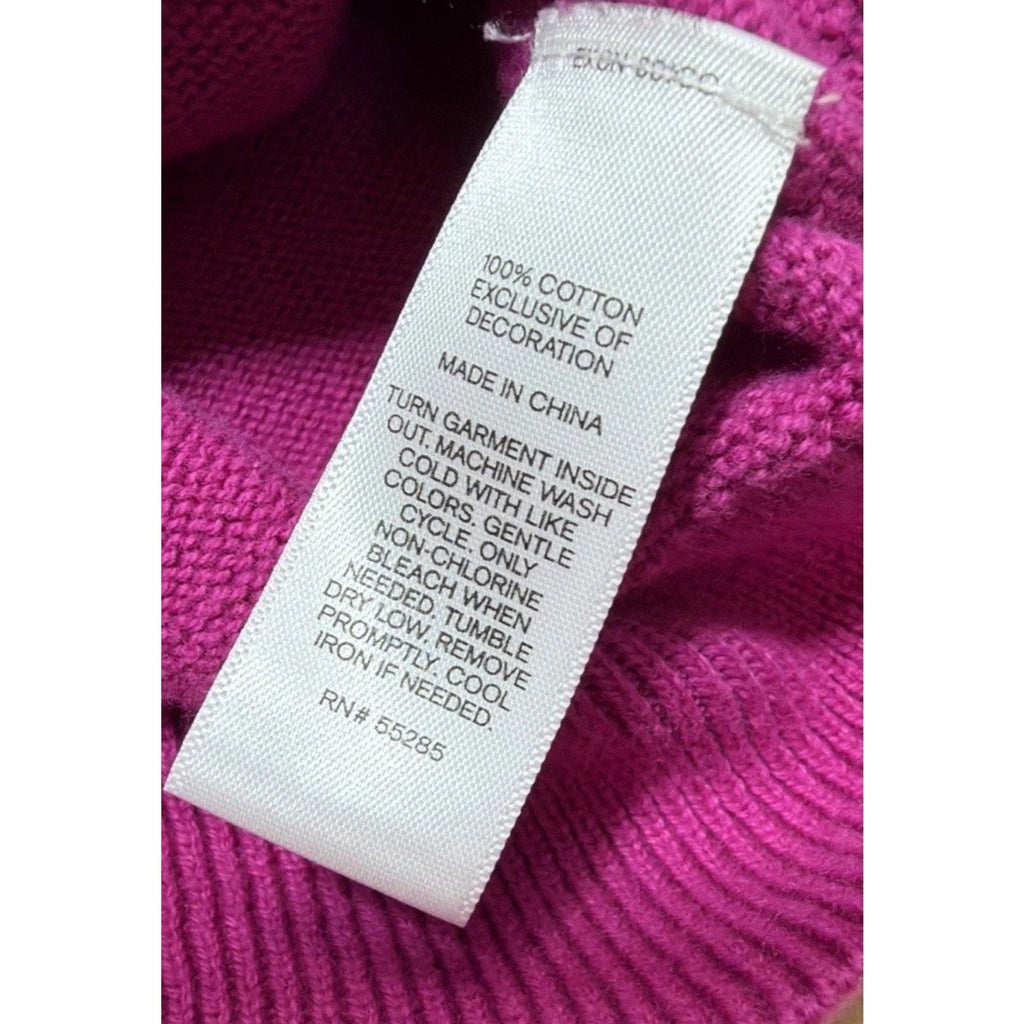 100% COTTON
EXCLUSIVE OF
DECORATION
MADE IN CHINA
TURN GARMENT INSIDE
OUT. MACHINE WASH
COLD WITH LIKE
COLORS. GENTLE
CYCLE. ONLY
NON-CHLORINE
BLEACH WHEN
NEEDED. TUMBLE
DRY LOW. REMOVE
PROMPTLY. COOL
IRON IF NEEDED.
RN# 55285